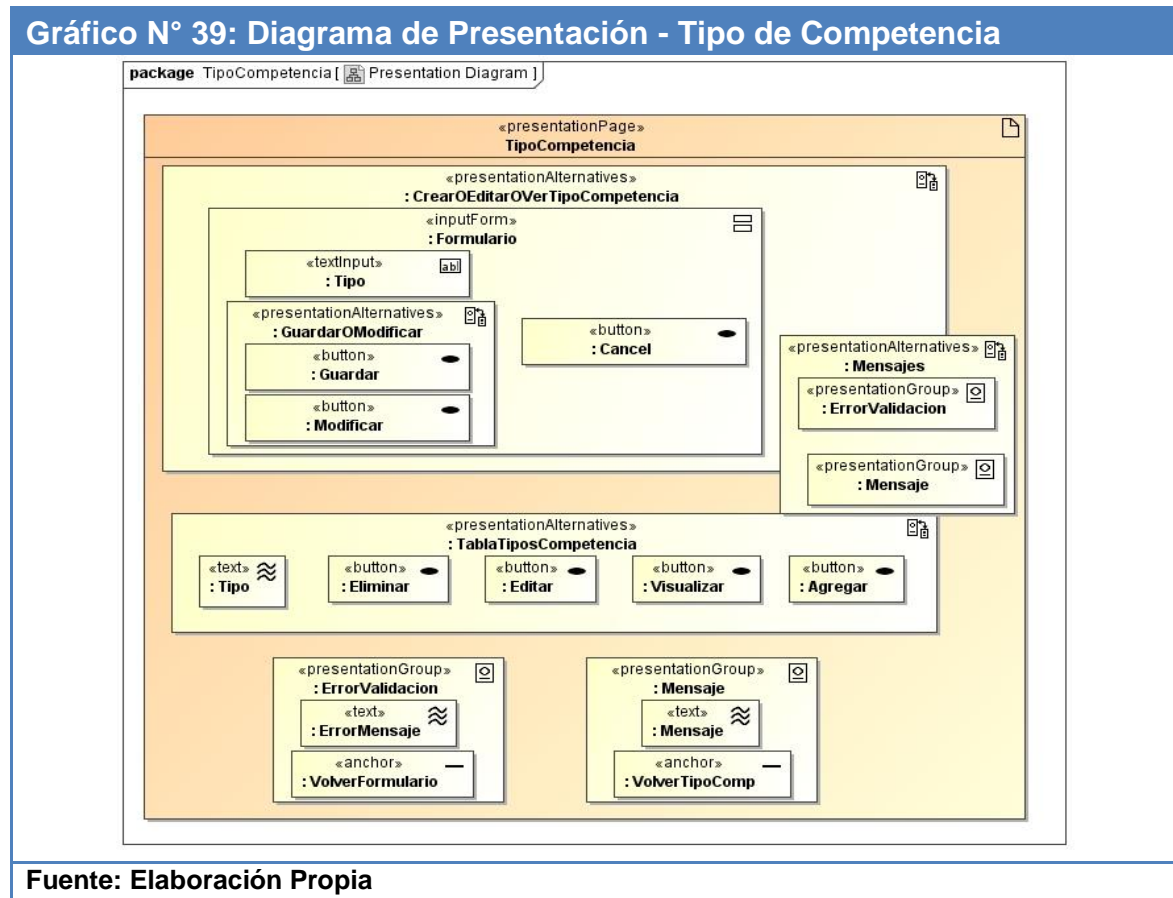 Gráfico N° 39: Diagrama de Presentación - Tipo de Competencia
package TipoCompetencia [ Presentation Diagram ]
«presentationPage»
TipoCompetencia
«presentationAlternatives»
: CrearOEditarOVerTipoCompetencia
«inputForm»
: Formulario
«textInput»
: Tipo
abl
«presentationAlternatives»
: GuardarOModificar
«button»
: Guardar
«button»
: Modificar
«button»
: Cancel
«presentationAlternatives»
: Mensajes
«presentationGroup»
: ErrorValidacion
«presentationGroup»
: Mensaje
«presentationAlternatives»
: TablaTiposCompetencia
«text»
: Tipo
«button»
: Eliminar
«button»
: Editar
«button»
: Visualizar
«button»
: Agregar
«presentationGroup»
: ErrorValidacion
«text»
: ErrorMensaje
«anchor»
: VolverFormulario
«presentationGroup»
: Mensaje
«text»
: Mensaje
«anchor»
: VolverTipoComp
Fuente: Elaboración Propia